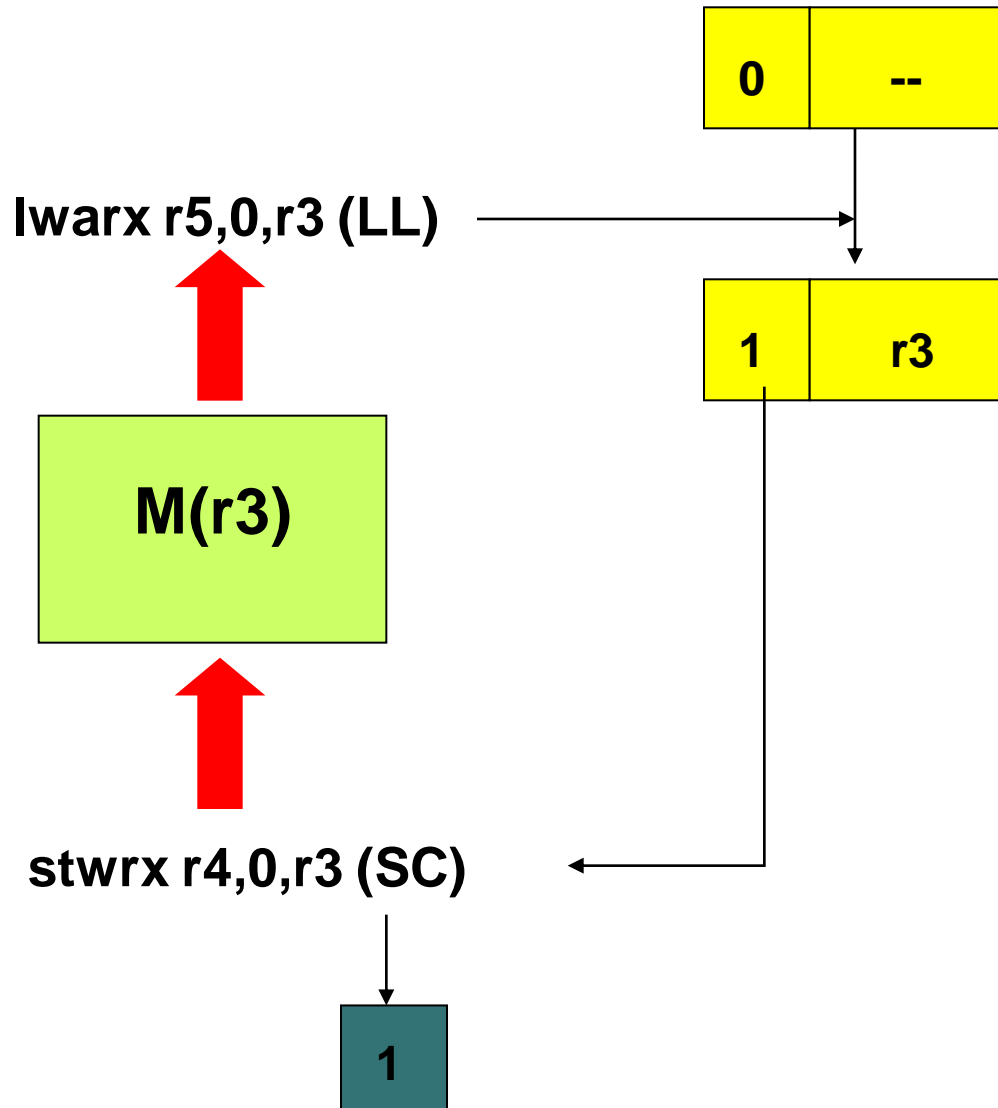 0 --
lwarx r5,0,r3 (LL)
1 r3
M(r3)
stwrx r4,0,r3 (SC)
1